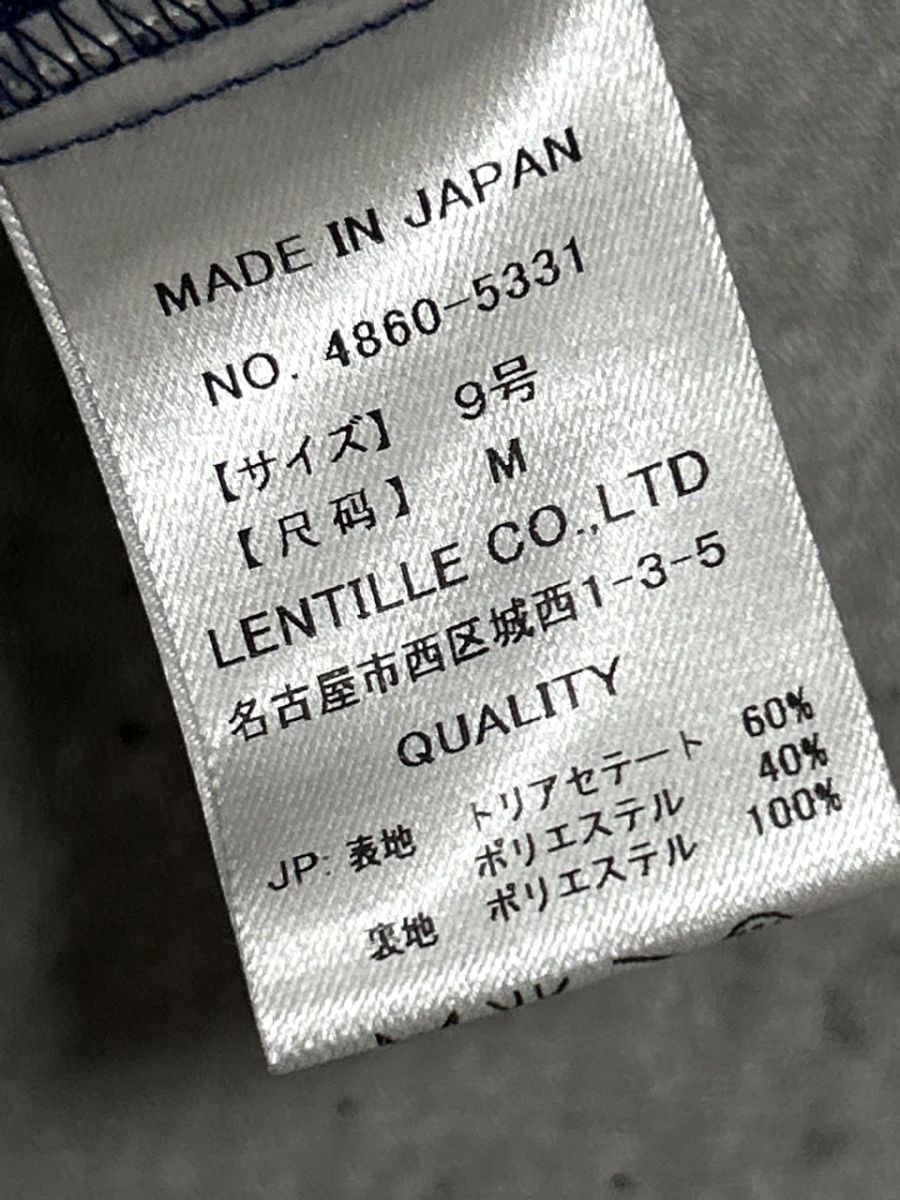 MADE IN JAPAN
NO. 4860-5331
【サイズ】 9号
【尺码】 M
LENTILLE CO.,LTD
名古屋市西区城西1-3-5
QUALITY
JP: 表地 トリアセテート 60%
ポリエステル 40%
裏地 ポリエステル 100%